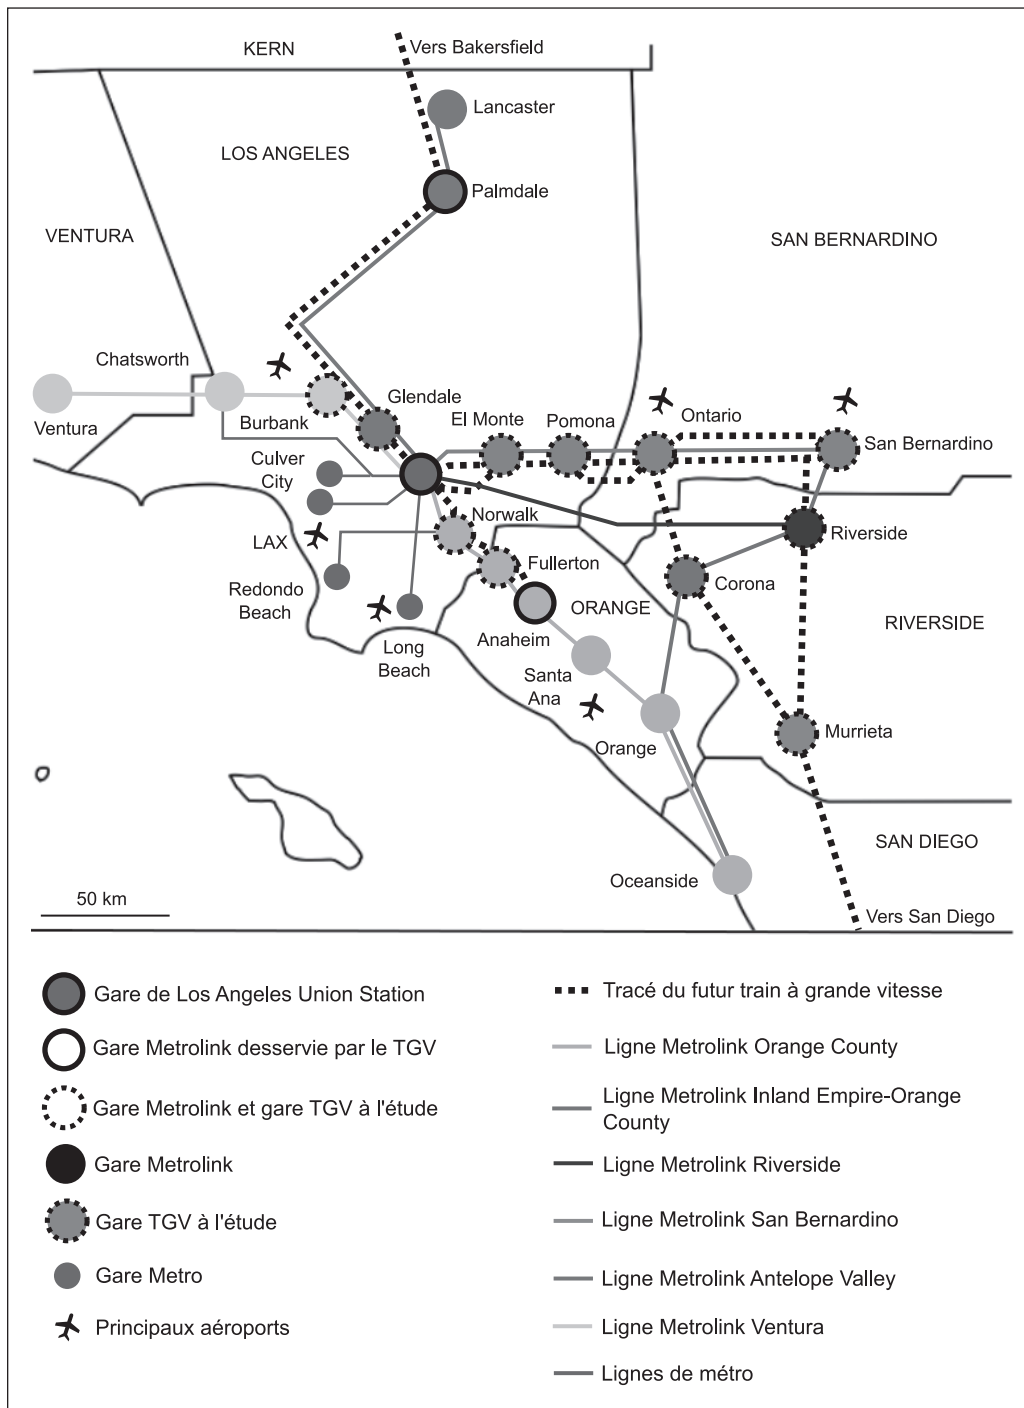 KERN
Vers Bakersfield
Lancaster
LOS ANGELES
Palmdale
VENTURA
SAN BERNARDINO
Chatsworth
Ventura
Burbank
Glendale
El Monte
Pomona
Ontario
San Bernardino
Culver
City
LAX
Norwalk
Riverside
Redondo
Beach
Fullerton
Corona
ORANGE
Anaheim
RIVERSIDE
Long
Beach
Santa
Ana
Orange
Murrieta
SAN DIEGO
Oceanside
Vers San Diego
50 km
Gare de Los Angeles Union Station
Gare Metrolink desservie par le TGV
Gare Metrolink et gare TGV à l'étude
Gare Metrolink
Gare TGV à l'étude
Gare Metro
Principaux aéroports
Tracé du futur train à grande vitesse
Ligne Metrolink Orange County
Ligne Metrolink Inland Empire-Orange
County
Ligne Metrolink Riverside
Ligne Metrolink San Bernardino
Ligne Metrolink Antelope Valley
Ligne Metrolink Ventura
Lignes de métro